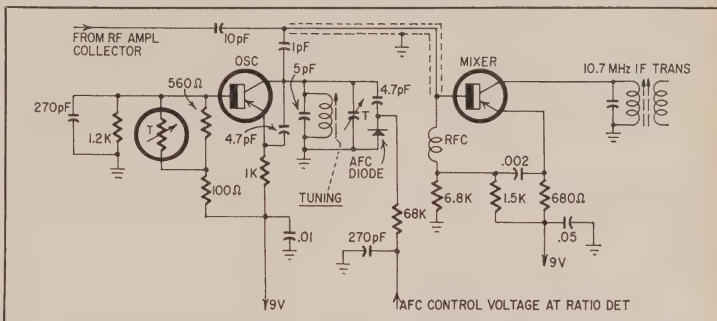 FROM RF AMPL
COLLECTOR
10pF
1pF
OSC
5pF
MIXER
10.7 MHz IF TRANS
560Ω
270pF
1.2K
T
4.7pF
T
4.7pF
AFC
DIODE
RFC
.002
1K
100Ω
TUNING
68K
6.8K
1.5K
680Ω
.01
270pF
.05
9V
9V
AFC CONTROL VOLTAGE AT RATIO DET